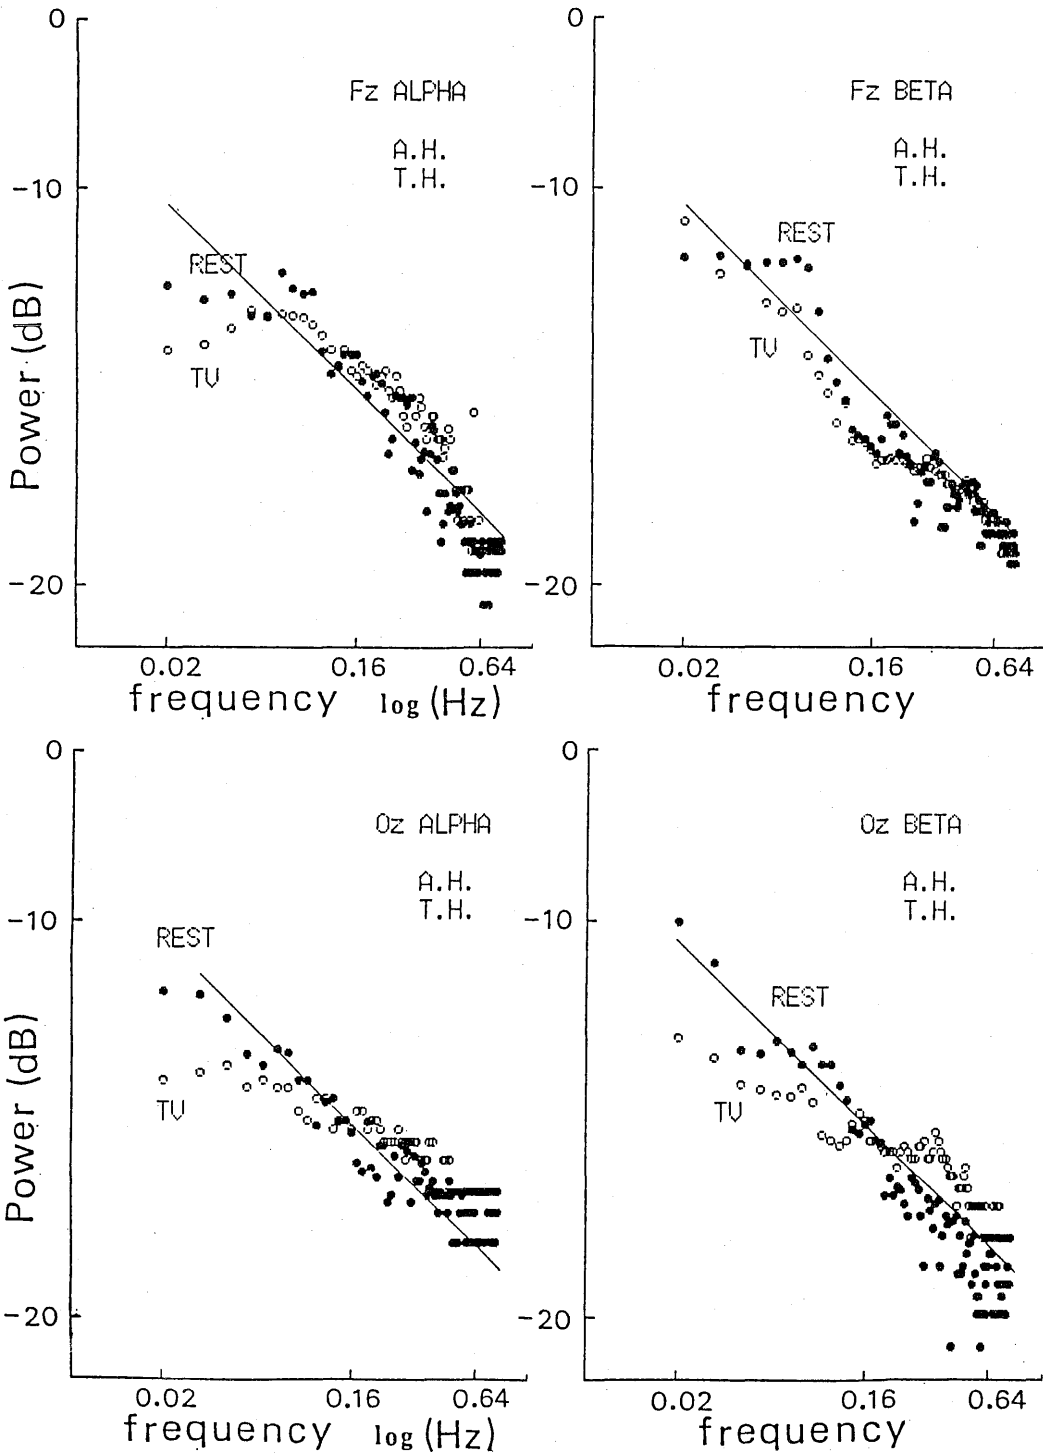 0
Fz ALPHA
A.H.
T.H.
-10
REST
TV
Power (dB)
-20
0.02 0.16 0.64
frequency log (Hz)
0
Fz BETA
A.H.
T.H.
-10
REST
TV
-20
0.02 0.16 0.64
frequency
0
Oz ALPHA
A.H.
T.H.
-10
REST
TV
Power (dB)
-20
0.02 0.16 0.64
frequency log (Hz)
0
Oz BETA
A.H.
T.H.
-10
REST
TV
-20
0.02 0.16 0.64
frequency